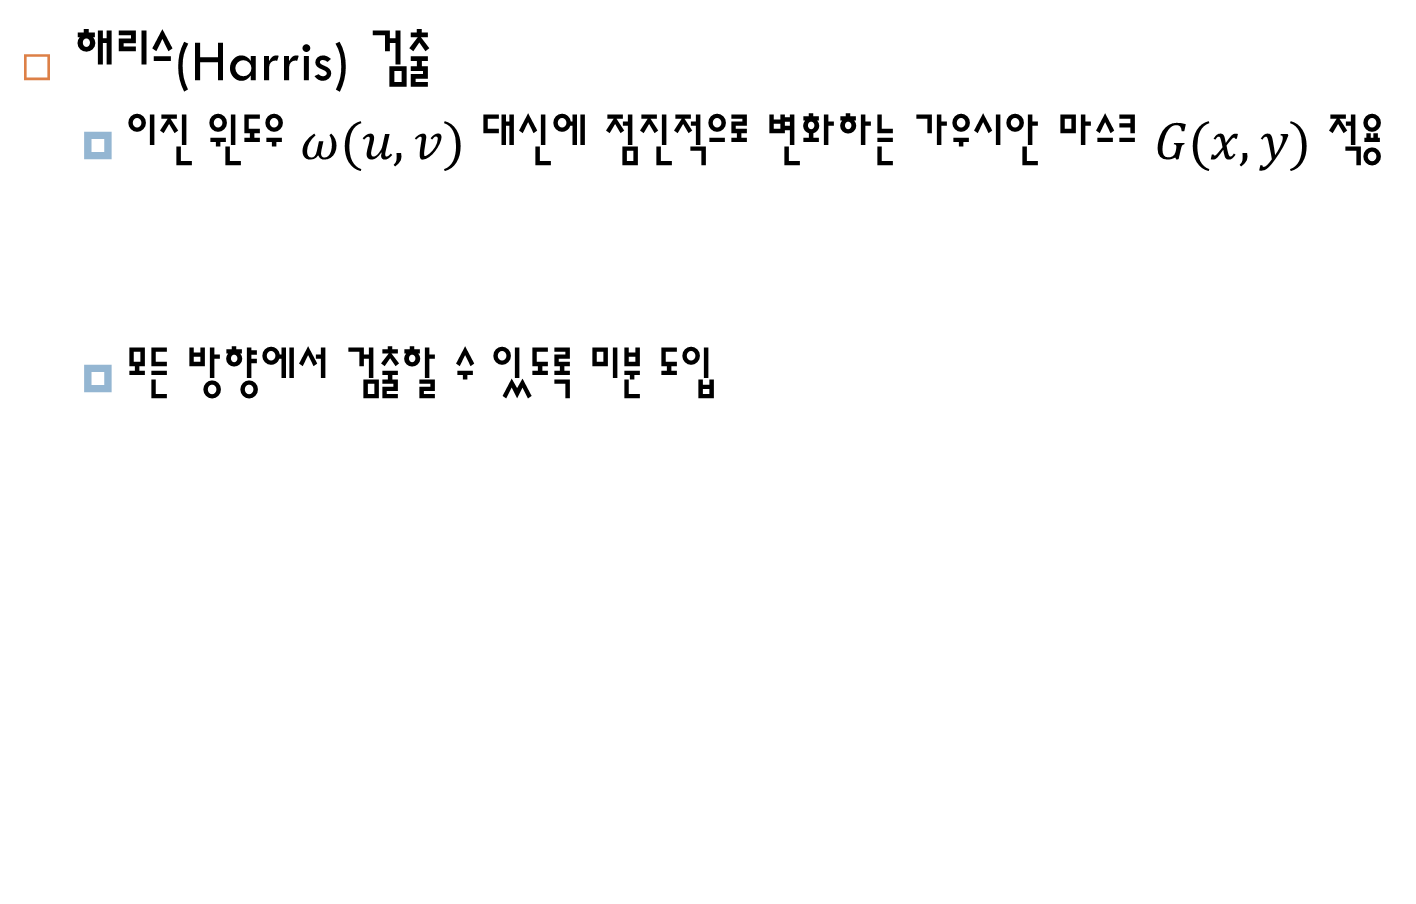 해리스(Harris) 검출
이진 윈도우 ω(u, v) 대신에 점진적으로 변화하는 가우시안 마스크 G(x, y) 적용
모든 방향에서 검출할 수 있도록 미분 도입